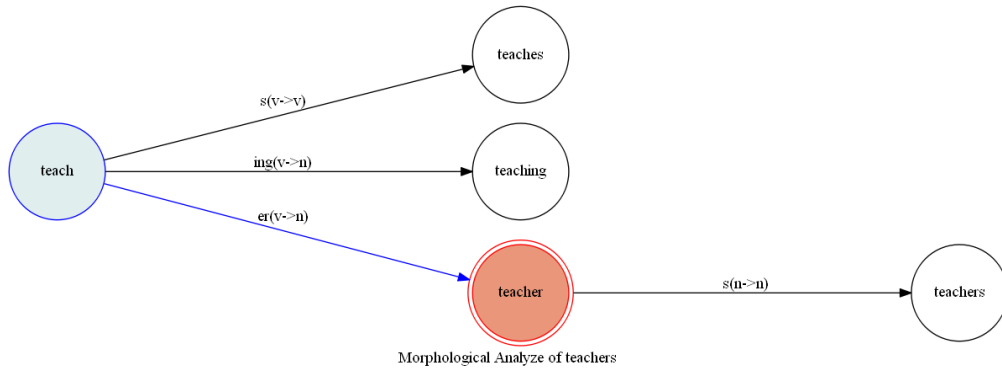 teaches
s(v->v)
teach
ing(v->n)
teaching
er(v->n)
teacher
s(n->n)
teachers
Morphological Analyze of teachers